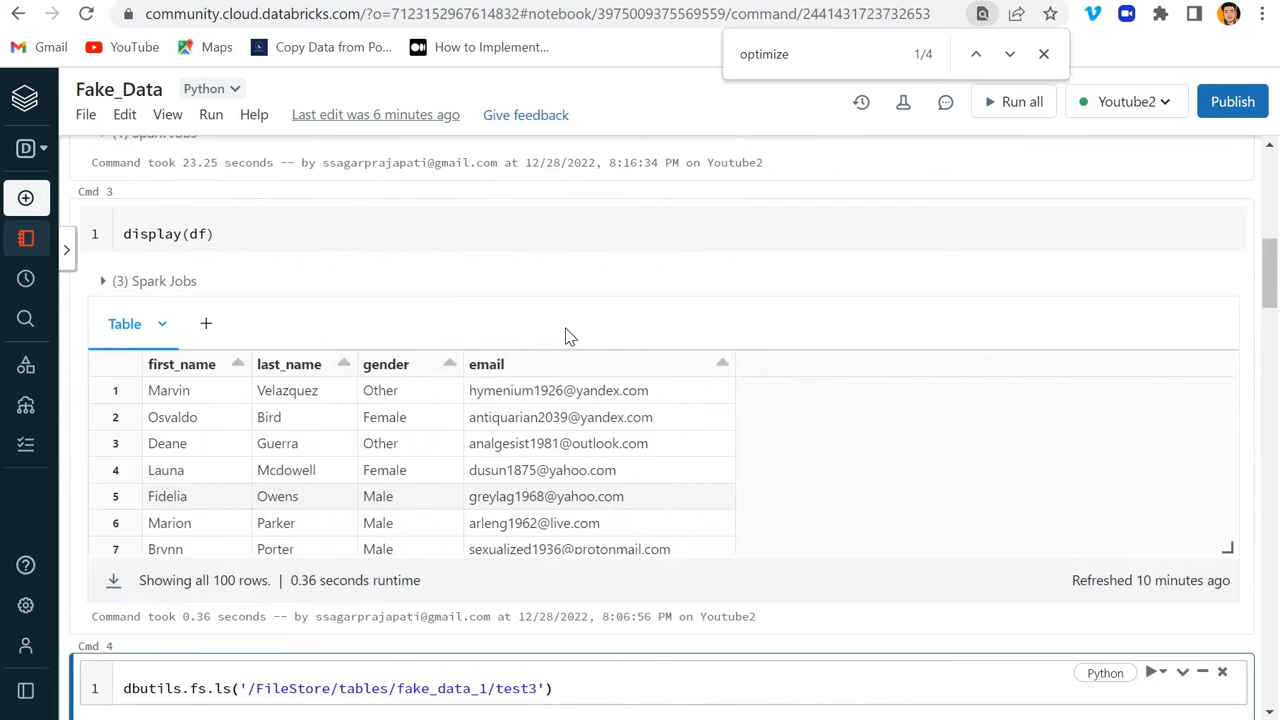 community.cloud.databricks.com/?o=7123152967614832#notebook/3975009375569559/command/2441431723732653
Gmail
YouTube
Maps
Copy Data from Po...
How to Implement...
optimize
1/4
Fake_Data
Python
File
Edit
View
Run
Help
Last edit was 6 minutes ago
Give feedback
Run all
Youtube2
Publish
D
Command took 23.25 seconds -- by ssagarprajapati@gmail.com at 12/28/2022, 8:16:34 PM on Youtube2
Cmd 3
1 display(df)
(3) Spark Jobs
Table +
first_name last_name gender email
1 Marvin Velazquez Other hymenium1926@yandex.com
2 Osvaldo Bird Female antiquarian2039@yandex.com
3 Deane Guerra Other analgesist1981@outlook.com
4 Launa Mcdowell Female dusun1875@yahoo.com
5 Fidelia Owens Male greylag1968@yahoo.com
6 Marion Parker Male arleng1962@live.com
7 Brynn Porter Male sexualized1936@protonmail.com
Showing all 100 rows. | 0.36 seconds runtime
Refreshed 10 minutes ago
Command took 0.36 seconds -- by ssagarprajapati@gmail.com at 12/28/2022, 8:06:56 PM on Youtube2
Cmd 4
1 dbutils.fs.ls('/FileStore/tables/fake_data_1/test3')
Python